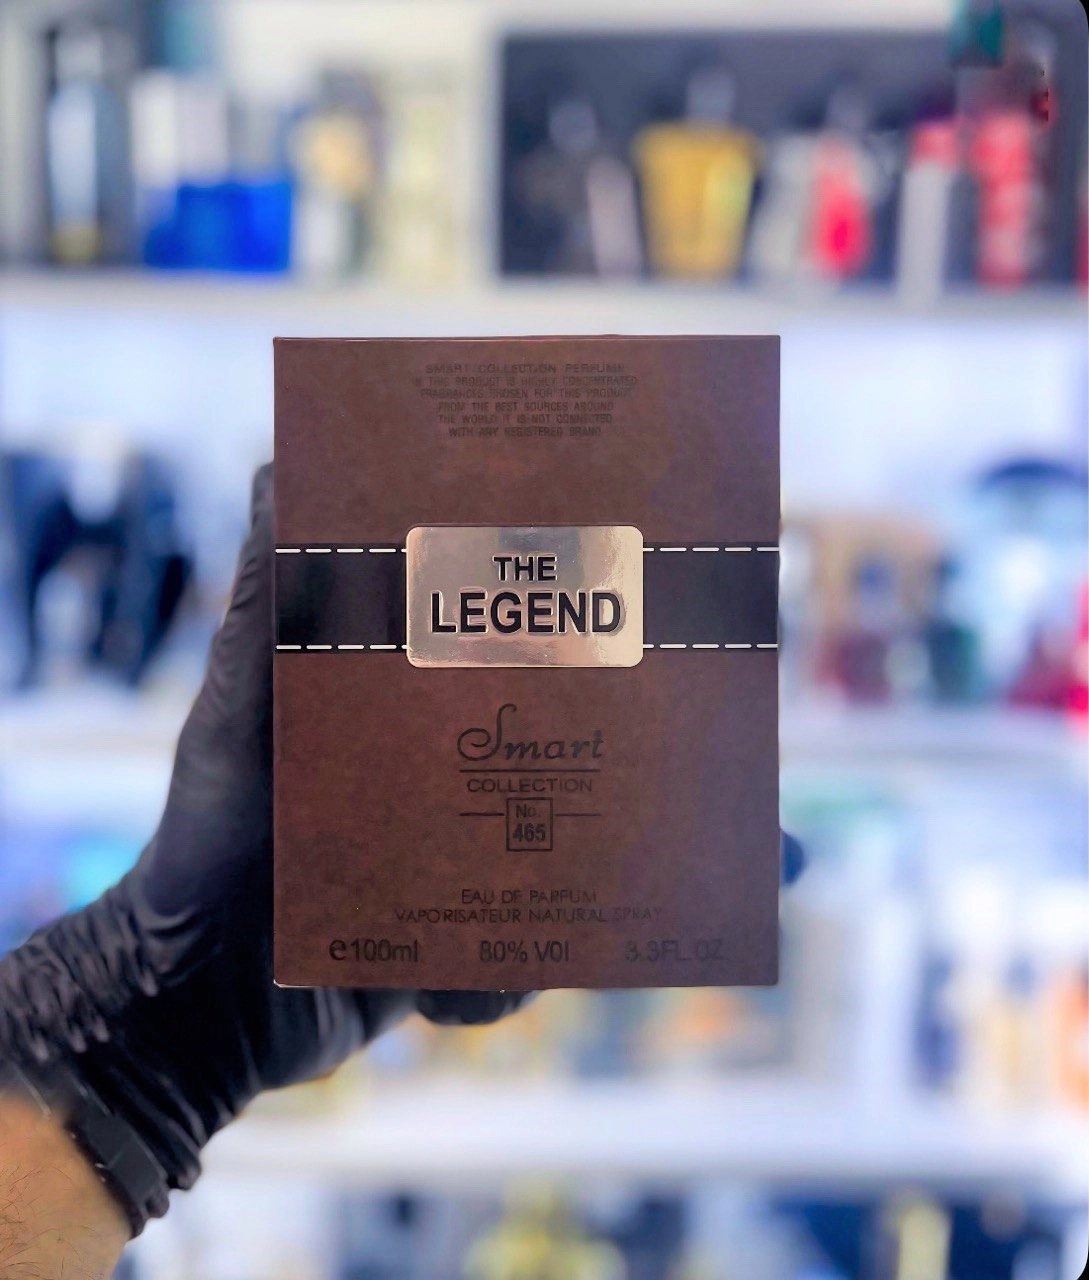 SMART COLLECTION PERFUME
IN THIS PRODUCT IS HIGHLY CONCENTRATED
FRAGRANCES CHOSEN FOR THIS PRODUCT
FROM THE BEST SOURCES AROUND
THE WORLD IT IS NOT CONNECTED
WITH ANY REGISTERED BRAND
THE
LEGEND
Smart
COLLECTION
No.
465
EAU DE PARFUM
VAPORISATEUR NATURAL SPRAY
e100ml 80% VOl 3.3FL.OZ